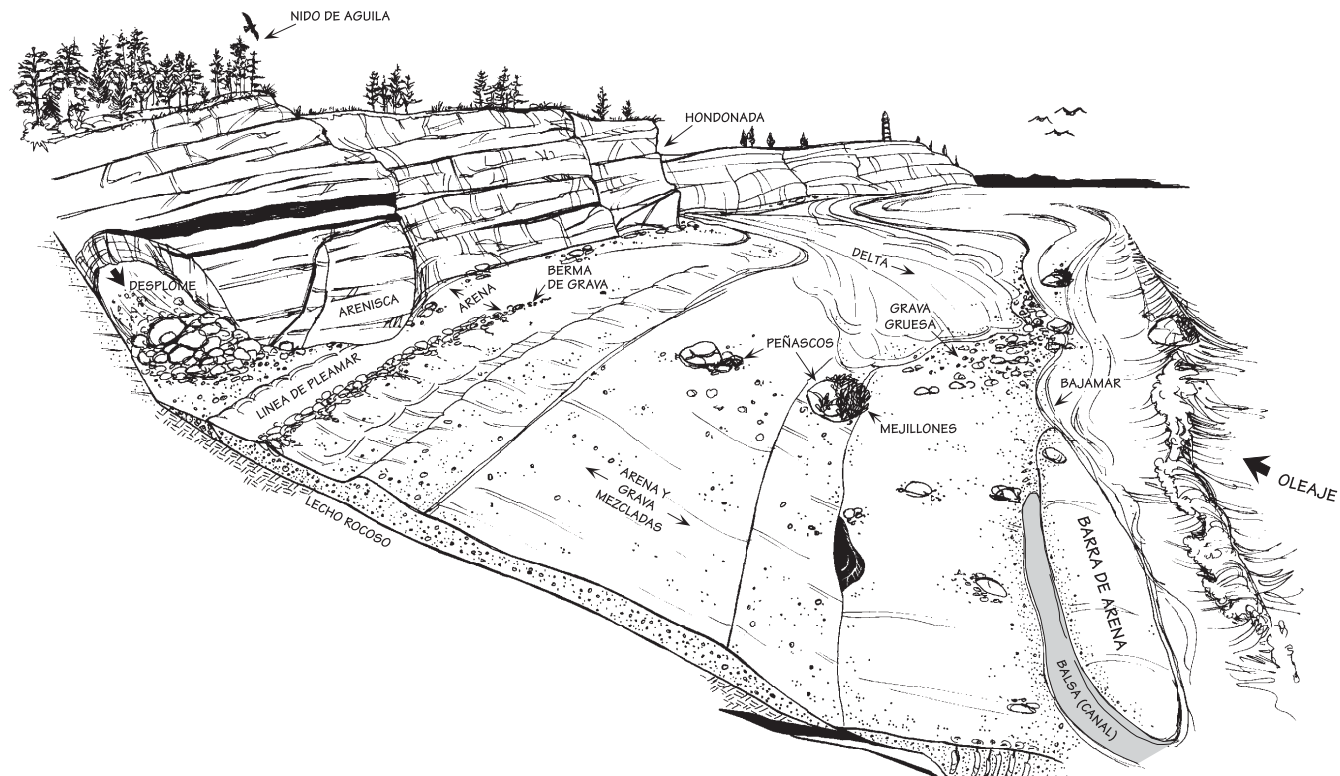 NIDO DE AGUILA
HONDONADA
DELTA
DESPLOME
ARENISCA
ARENA
BERMA
DE GRAVA
GRAVA
GRUESA
PEÑASCOS
LINEA DE PLEAMAR
BAJAMAR
MEJILLONES
OLEAJE
ARENA Y
GRAVA
MEZCLADAS
LECHO ROCOSO
BARRA DE ARENA
BALSA (CANAL)